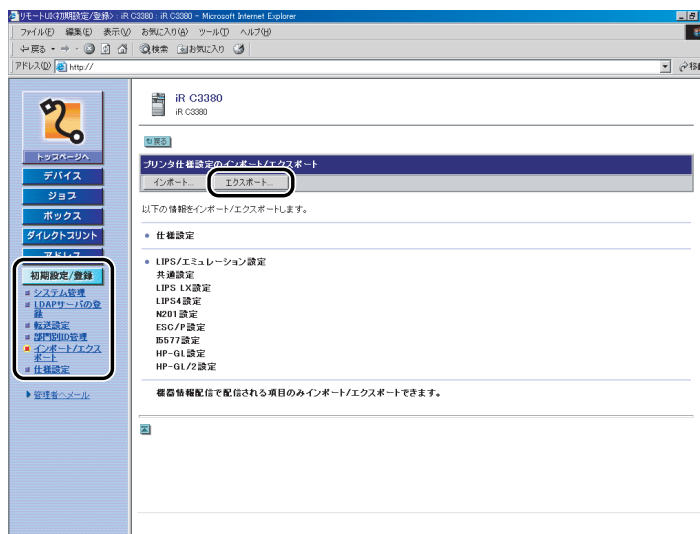 リモートUI<初期設定/登録> : iR C3380 : iR C3380 - Microsoft Internet Explorer
ファイル(F) 編集(E) 表示(V) お気に入り(A) ツール(T) ヘルプ(H)
戻る 検索 お気に入り
アドレス(D) http:// 移動
iR C3380
iR C3380
戻る
トップページへ
プリンタ仕様設定のインポート/エクスポート
デバイス
インポート... エクスポート...
ジョブ
ボックス
以下の情報をインポート/エクスポートします。
ダイレクトプリント
仕様設定
アドレス
初期設定/登録
システム管理
LDAPサーバの登
録
転送設定
部門別ID管理
インポート/エクス
ポート
仕様設定
管理者へメール
LIPS/エミュレーション設定
共通設定
LIPS LX設定
LIPS4設定
N201設定
ESC/P設定
I5577設定
HP-GL設定
HP-GL/2設定
機器情報配信で配信される項目のみインポート/エクスポートできます。